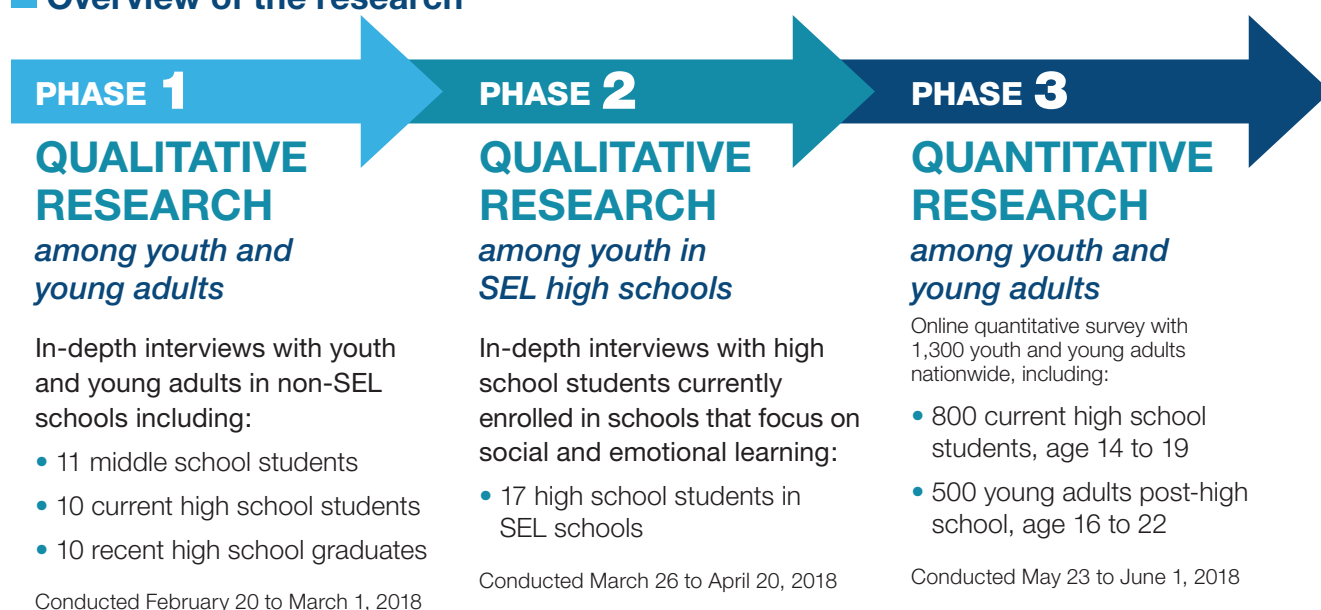 Overview of the research
PHASE 1
QUALITATIVE
RESEARCH
among youth and
young adults
In-depth interviews with youth
and young adults in non-SEL
schools including:
• 11 middle school students
• 10 current high school students
• 10 recent high school graduates
Conducted February 20 to March 1, 2018
PHASE 2
QUALITATIVE
RESEARCH
among youth in
SEL high schools
In-depth interviews with high
school students currently
enrolled in schools that focus on
social and emotional learning:
• 17 high school students in
SEL schools
Conducted March 26 to April 20, 2018
PHASE 3
QUANTITATIVE
RESEARCH
among youth and
young adults
Online quantitative survey with
1,300 youth and young adults
nationwide, including:
• 800 current high school
students, age 14 to 19
• 500 young adults post-high
school, age 16 to 22
Conducted May 23 to June 1, 2018